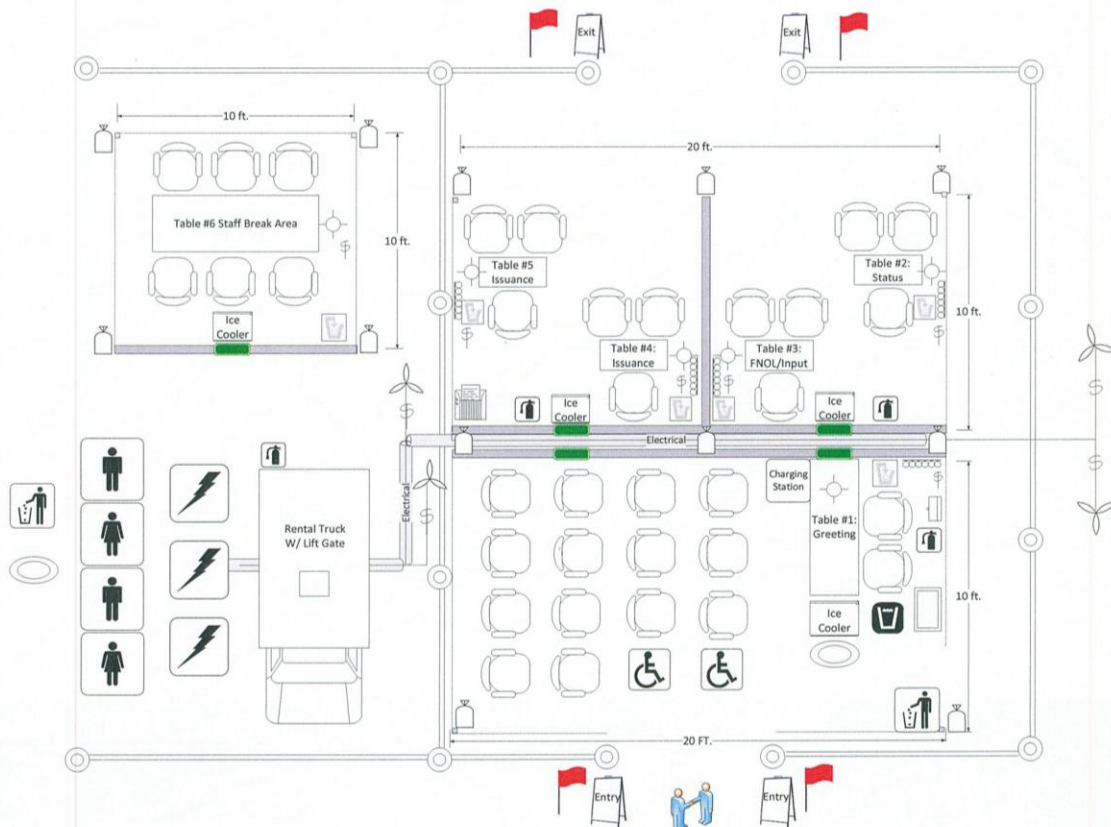 Exit
Exit
10 ft.
20 ft.
Table #6 Staff Break Area
10 ft.
Table #5
Issuance
Table #2:
Status
10 ft.
Ice
Cooler
Table #4:
Issuance
Table #3:
FNOL/Input
Ice
Cooler
Ice
Cooler
Electrical
Charging
Station
Electrical
Rental Truck
W/ Lift Gate
Table #1:
Greeting
10 ft.
Ice
Cooler
20 FT.
Entry
Entry